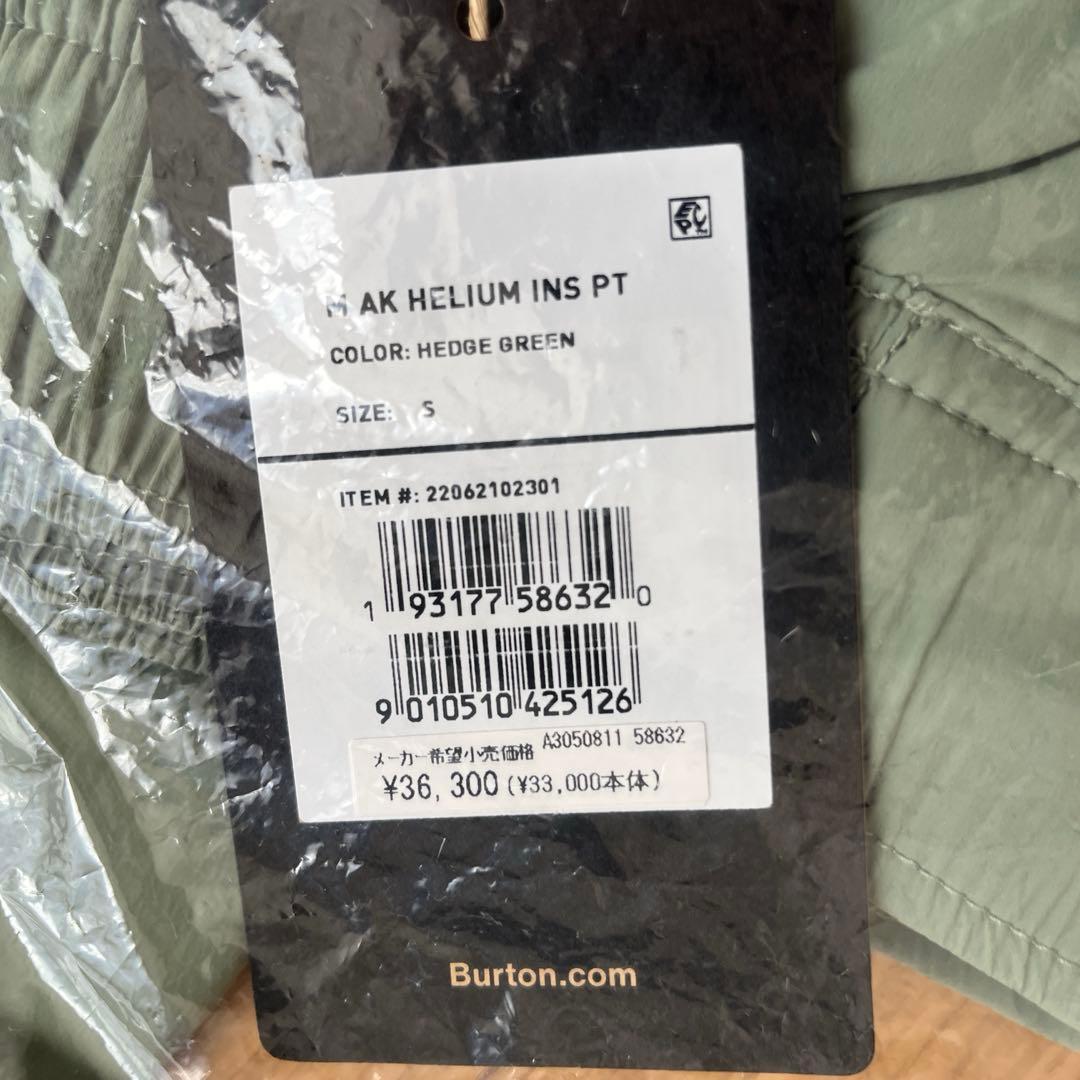 M AK HELIUM INS PT
COLOR: HEDGE GREEN
SIZE: S
ITEM #: 22062102301
1 93177 58632 0
9 010510 425126
メーカー希望小売価格 A3050811 58632
¥36,300 (¥33,000本体)
Burton.com